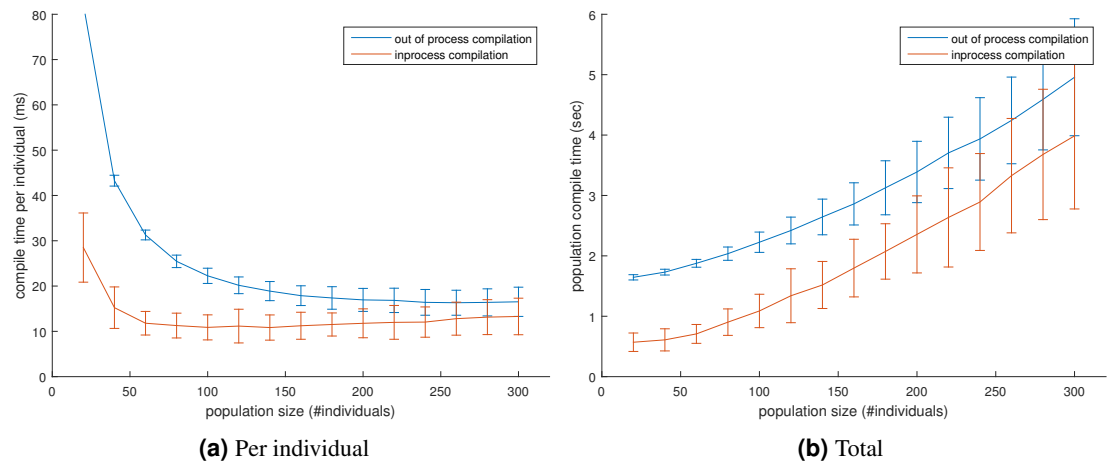 80
70
60
50
40
30
20
10
0
compile time per individual (ms)
out of process compilation
inprocess compilation
0 50 100 150 200 250 300
population size (#individuals)
(a) Per individual
6
5
4
3
2
1
0
population compile time (sec)
out of process compilation
inprocess compilation
0 50 100 150 200 250 300
population size (#individuals)
(b) Total